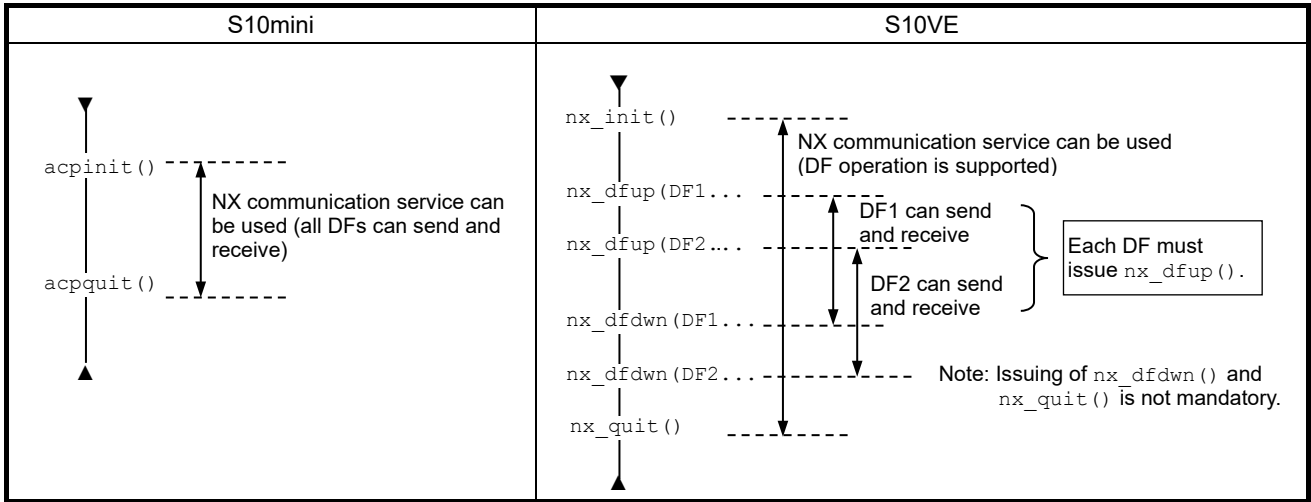 S10mini
S10VE
acpinit()
NX communication service can
be used (all DFs can send and
receive)
acpquit()
nx_init()
NX communication service can be used
(DF operation is supported)
nx_dfup(DF1...
DF1 can send
and receive
nx_dfup(DF2...
Each DF must
issue nx_dfup().
DF2 can send
and receive
nx_dfdwn(DF1...
nx_dfdwn(DF2...
Note: Issuing of nx_dfdwn() and
nx_quit() is not mandatory.
nx_quit()